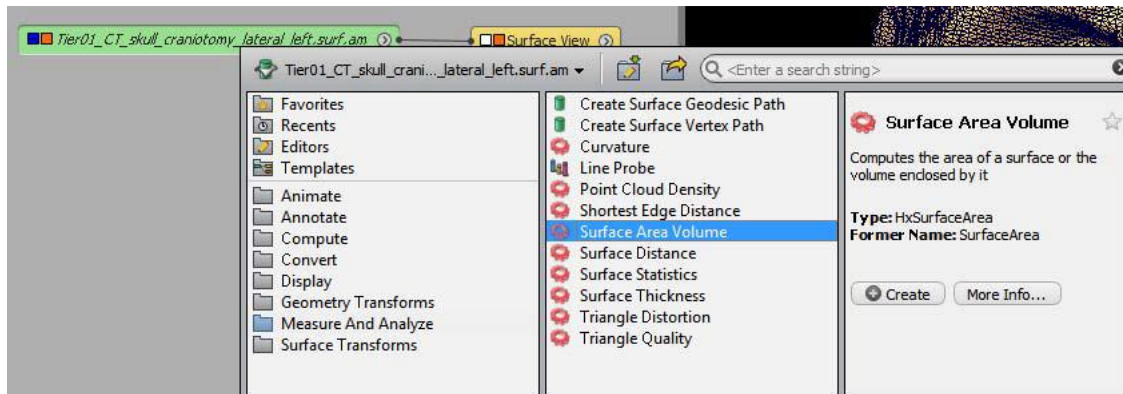 Tier01_CT_skull_craniotomy_lateral_left.surf.am
Surface View
Tier01_CT_skull_crani..._lateral_left.surf.am
<Enter a search string>
Favorites
Recents
Editors
Templates
Animate
Annotate
Compute
Convert
Display
Geometry Transforms
Measure And Analyze
Surface Transforms
Create Surface Geodesic Path
Create Surface Vertex Path
Curvature
Line Probe
Point Cloud Density
Shortest Edge Distance
Surface Area Volume
Surface Distance
Surface Statistics
Surface Thickness
Triangle Distortion
Triangle Quality
Surface Area Volume
Computes the area of a surface or the
volume enclosed by it
Type: HxSurfaceArea
Former Name: SurfaceArea
Create
More Info...